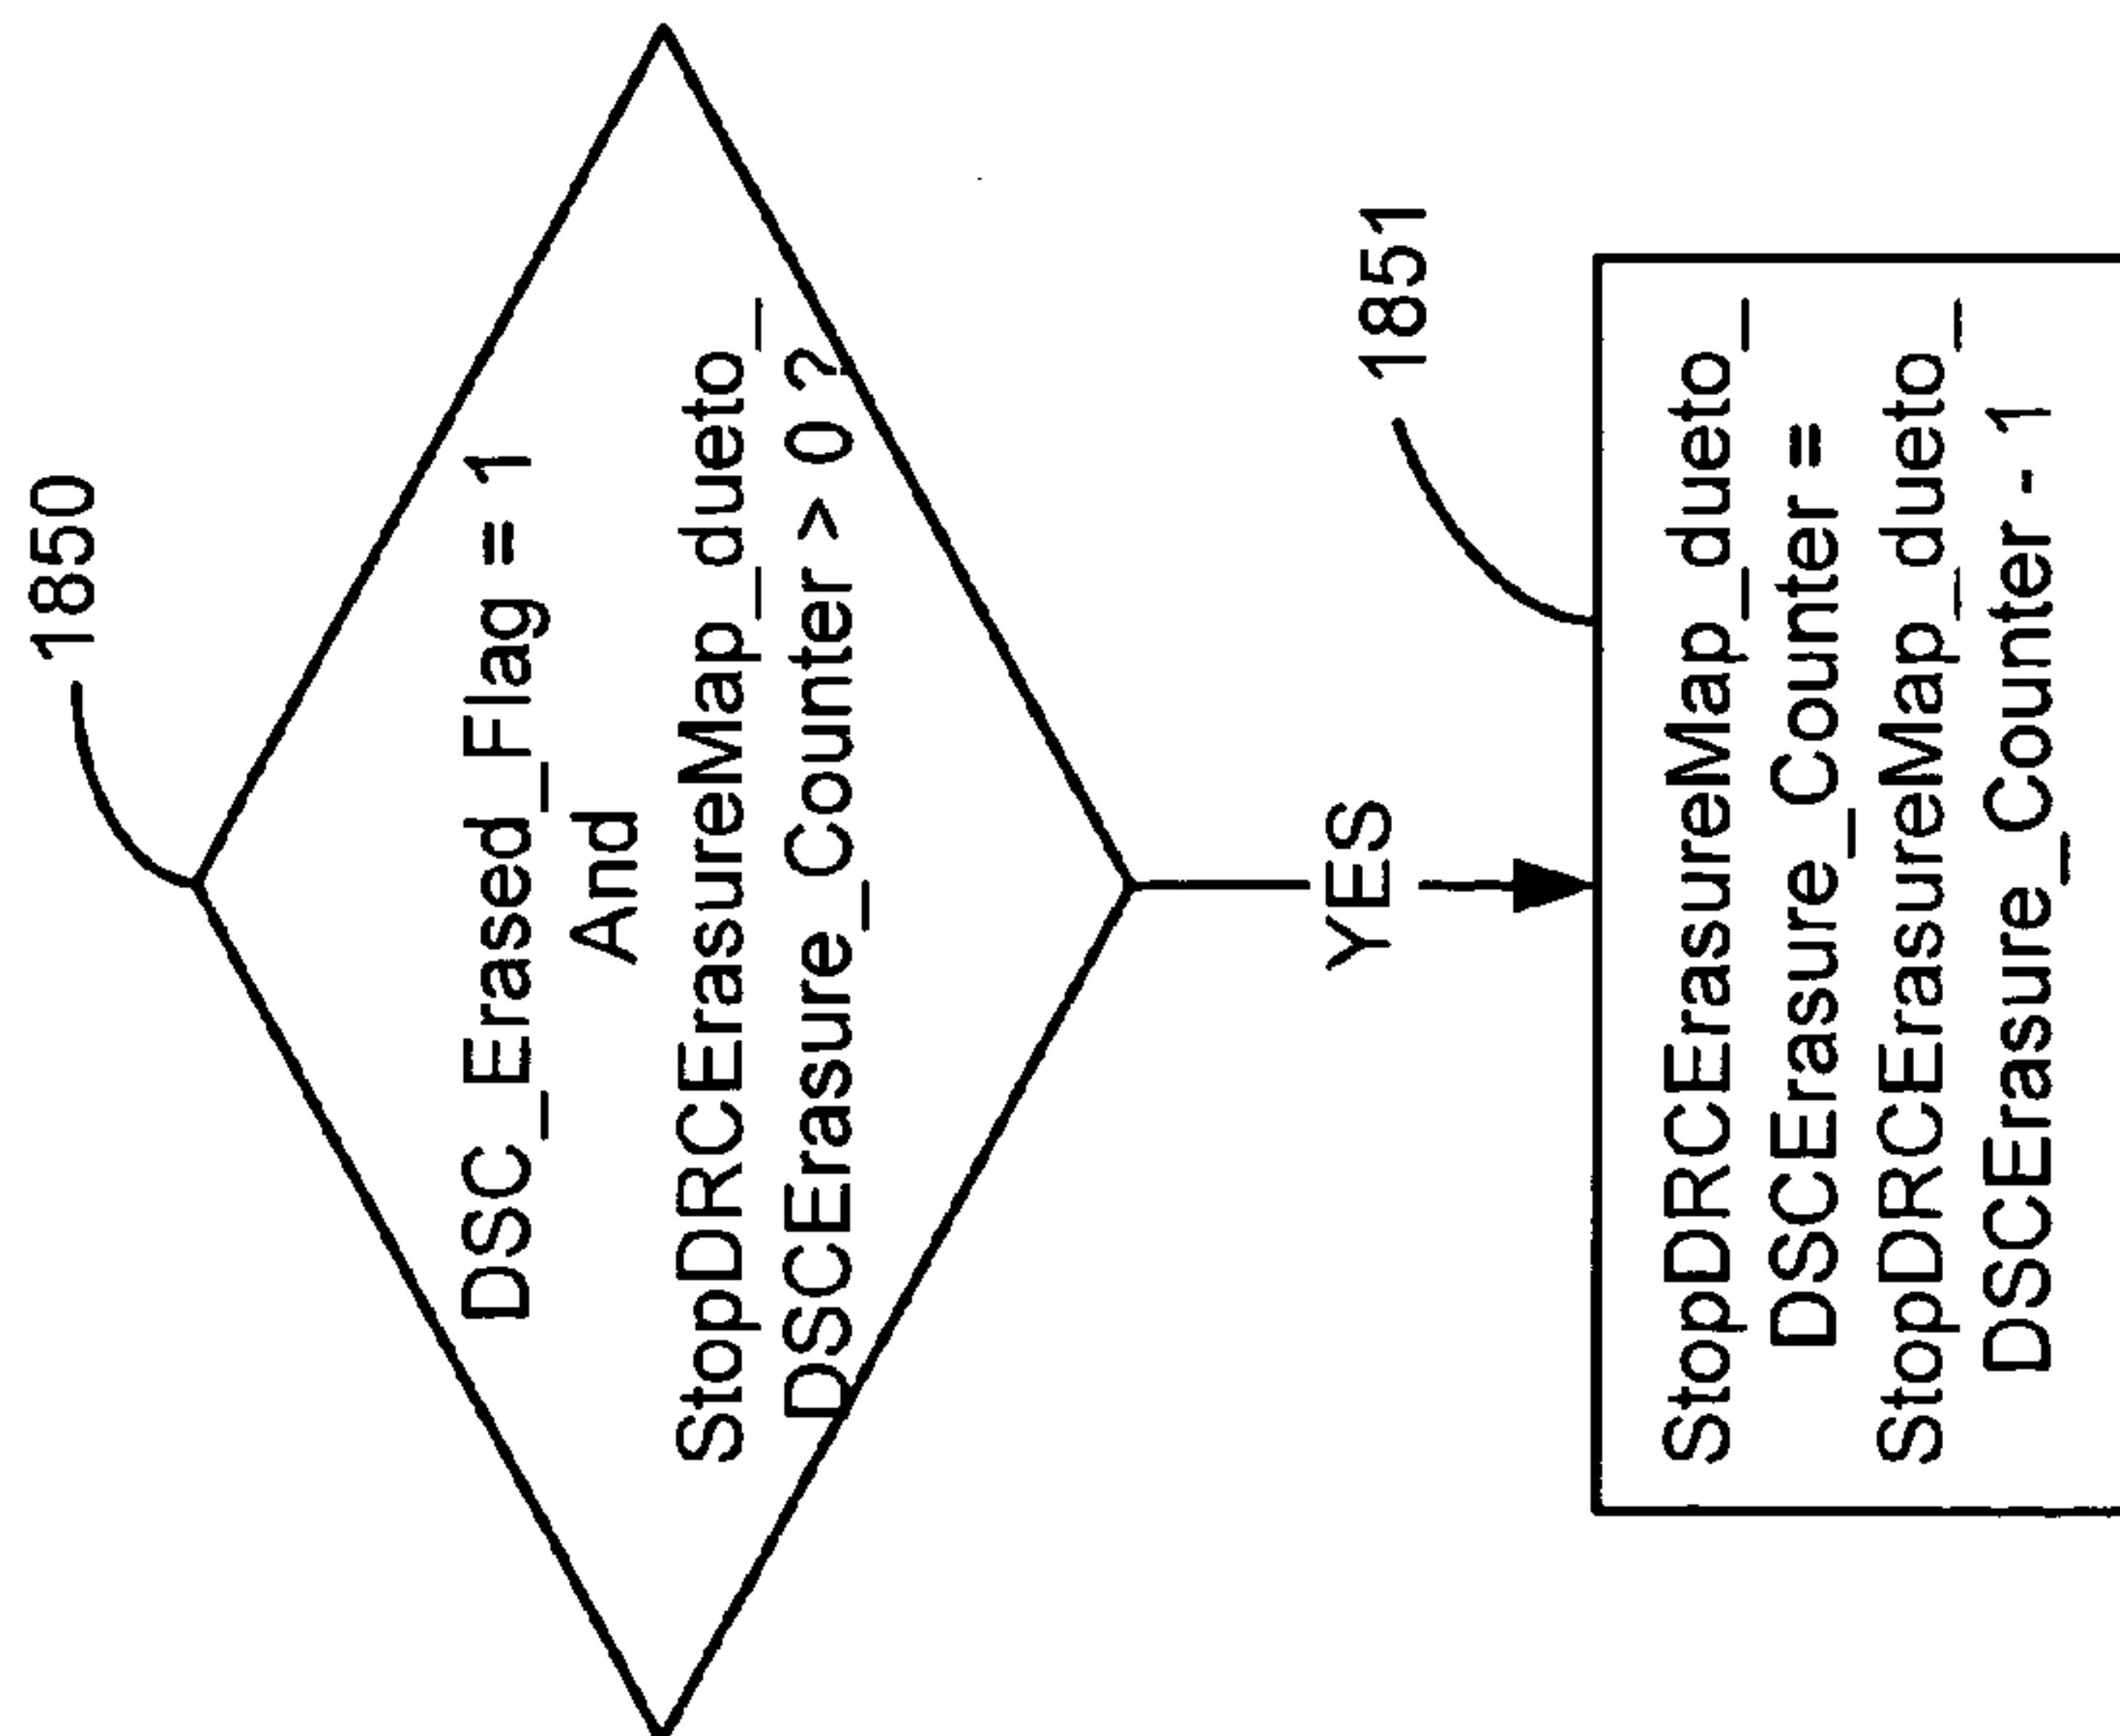 1850
DSC_Erased_Flag = 1
And
StopDRCErasureMap_dueto_
DSCErasure_Counter > 0 ?
YES
1851
StopDRCErasureMap_dueto_
DSCErasure_Counter =
StopDRCErasureMap_dueto_
DSCErasure_Counter - 1